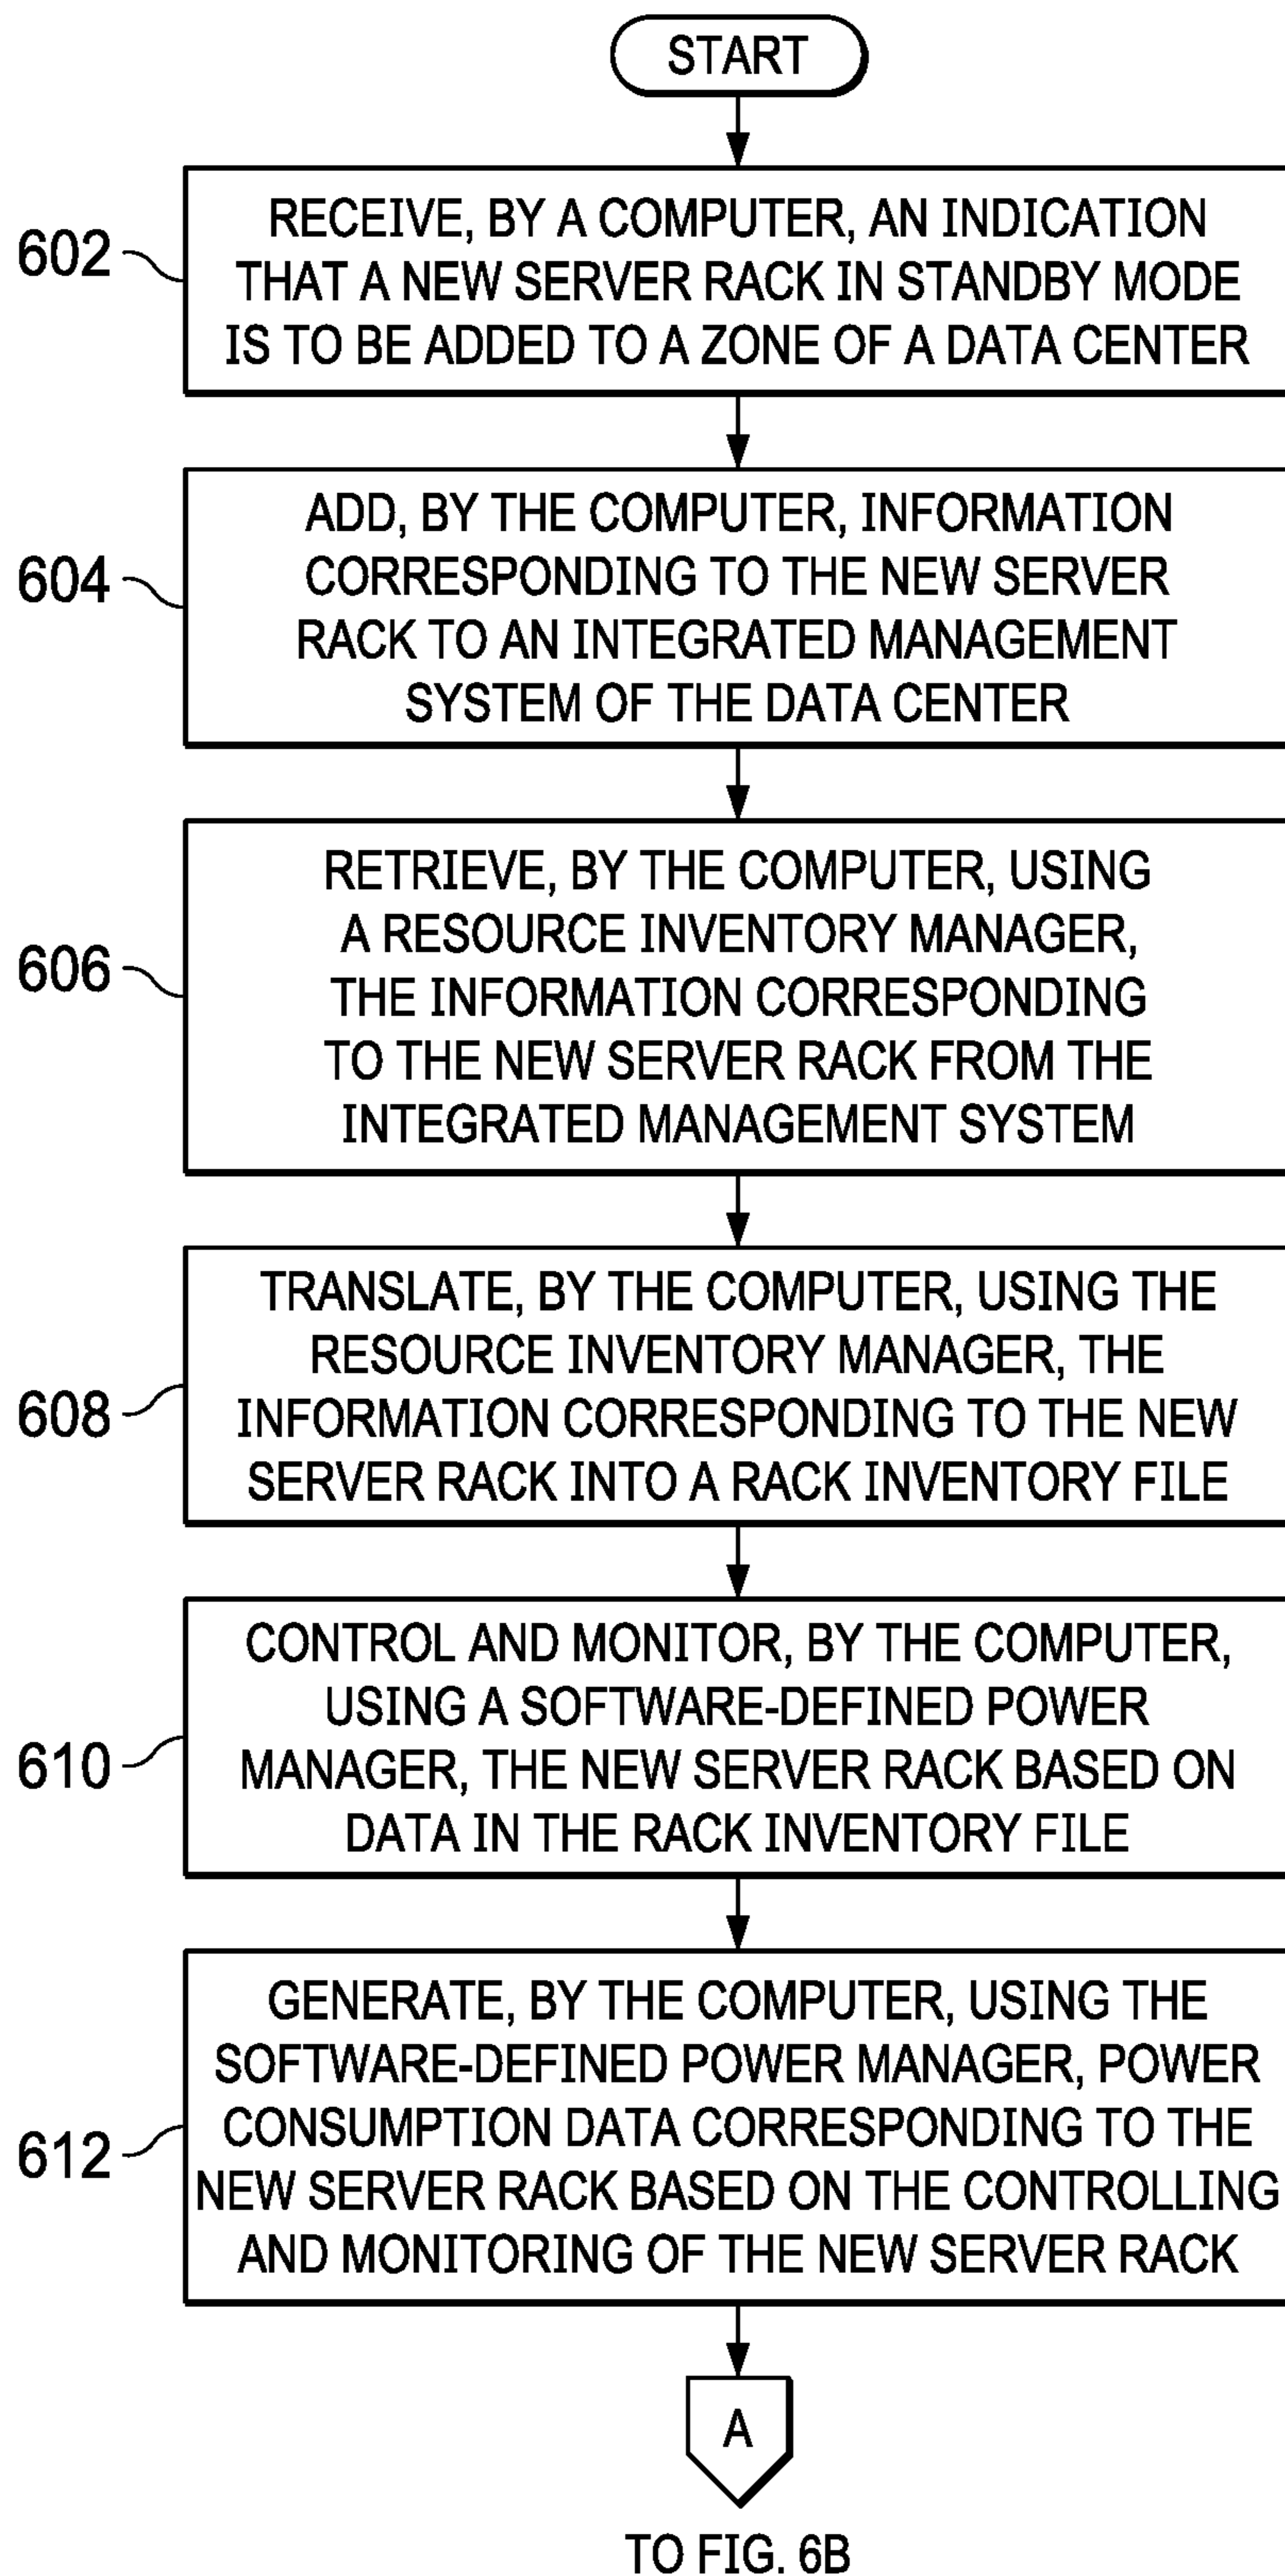 START
602
RECEIVE, BY A COMPUTER, AN INDICATION
THAT A NEW SERVER RACK IN STANDBY MODE
IS TO BE ADDED TO A ZONE OF A DATA CENTER
604
ADD, BY THE COMPUTER, INFORMATION
CORRESPONDING TO THE NEW SERVER
RACK TO AN INTEGRATED MANAGEMENT
SYSTEM OF THE DATA CENTER
606
RETRIEVE, BY THE COMPUTER, USING
A RESOURCE INVENTORY MANAGER,
THE INFORMATION CORRESPONDING
TO THE NEW SERVER RACK FROM THE
INTEGRATED MANAGEMENT SYSTEM
608
TRANSLATE, BY THE COMPUTER, USING THE
RESOURCE INVENTORY MANAGER, THE
INFORMATION CORRESPONDING TO THE NEW
SERVER RACK INTO A RACK INVENTORY FILE
610
CONTROL AND MONITOR, BY THE COMPUTER,
USING A SOFTWARE-DEFINED POWER
MANAGER, THE NEW SERVER RACK BASED ON
DATA IN THE RACK INVENTORY FILE
612
GENERATE, BY THE COMPUTER, USING THE
SOFTWARE-DEFINED POWER MANAGER, POWER
CONSUMPTION DATA CORRESPONDING TO THE
NEW SERVER RACK BASED ON THE CONTROLLING
AND MONITORING OF THE NEW SERVER RACK
A
TO FIG. 6B